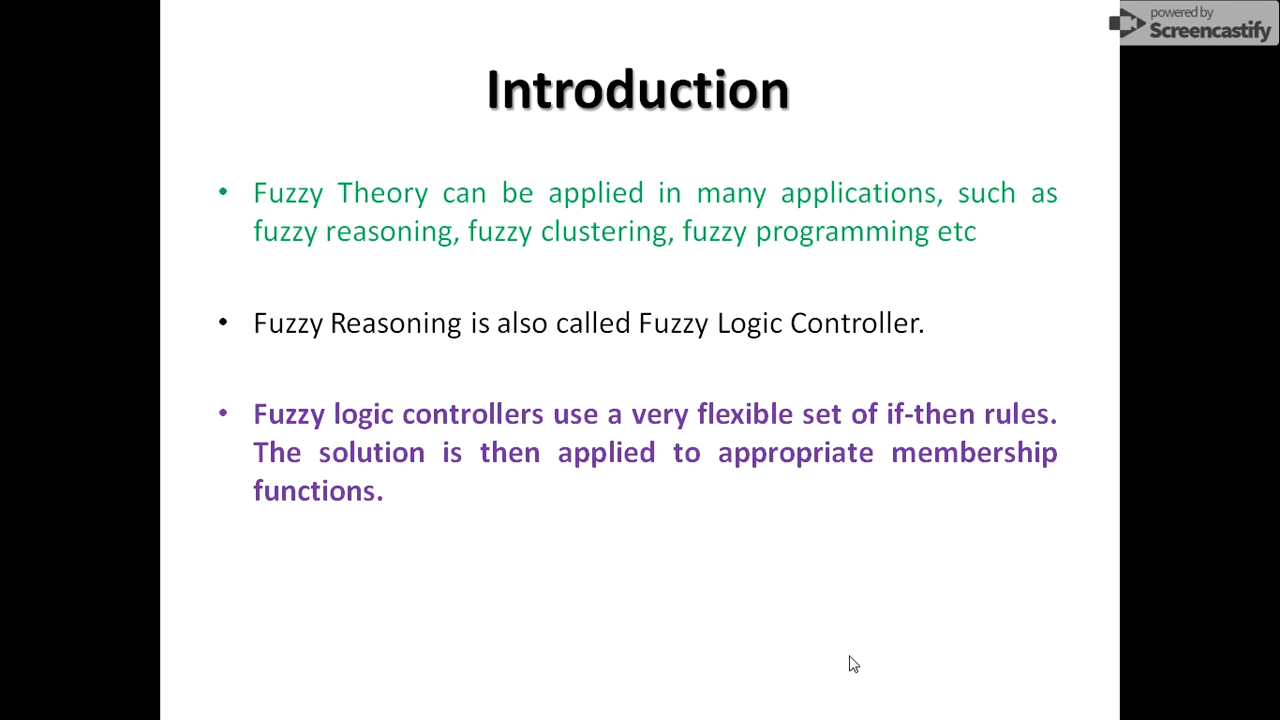 powered by
Screencastify
Introduction
• Fuzzy Theory can be applied in many applications, such as
fuzzy reasoning, fuzzy clustering, fuzzy programming etc
• Fuzzy Reasoning is also called Fuzzy Logic Controller.
• Fuzzy logic controllers use a very flexible set of if-then rules.
The solution is then applied to appropriate membership
functions.